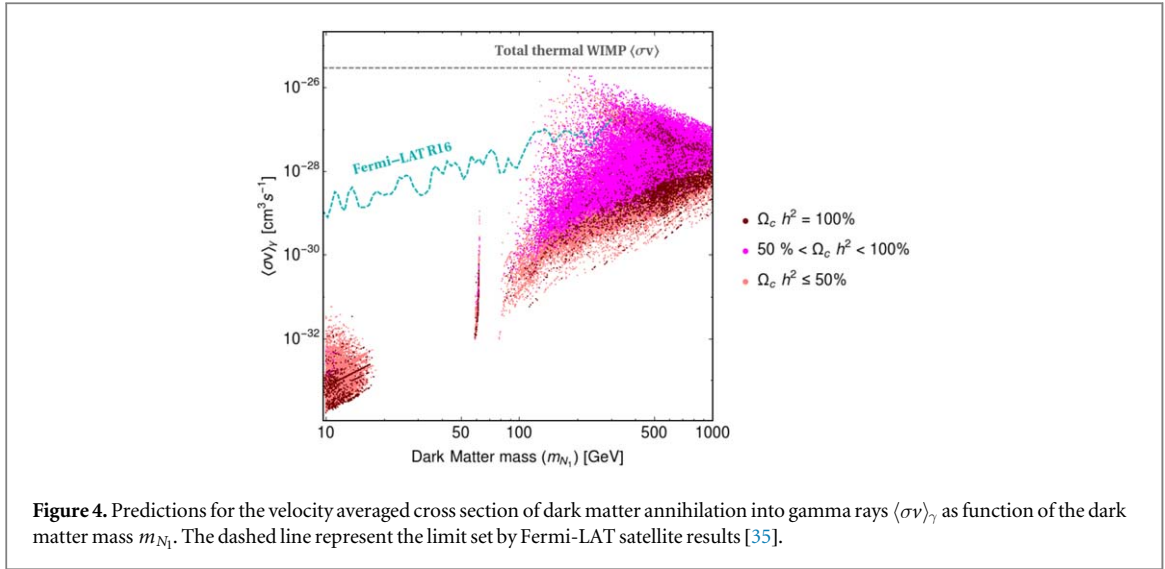 Total thermal WIMP ⟨σv⟩
10⁻²⁶
Fermi–LAT R16
10⁻²⁸
10⁻³⁰
10⁻³²
⟨σv⟩γ [cm³ s⁻¹]
Ωc h² = 100%
50 % < Ωc h² < 100%
Ωc h² ≤ 50%
10 50 100 500 1000
Dark Matter mass (mN₁) [GeV]
Figure 4. Predictions for the velocity averaged cross section of dark matter annihilation into gamma rays ⟨σv⟩γ as function of the dark
matter mass mN₁. The dashed line represent the limit set by Fermi-LAT satellite results [35].